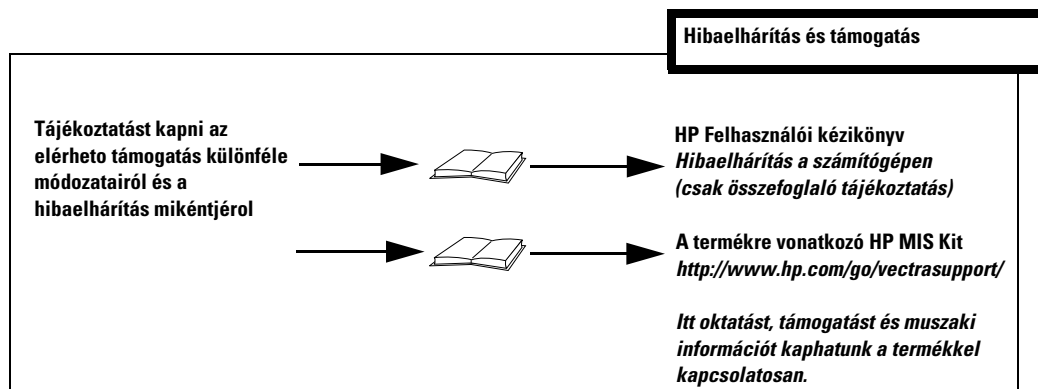 Hibaelhárítás és támogatás
Tájékoztatást kapni az
elérheto támogatás különféle
módozatairól és a
hibaelhárítás mikéntjérol
HP Felhasználói kézikönyv
Hibaelhárítás a számítógépen
(csak összefoglaló tájékoztatás)
A termékre vonatkozó HP MIS Kit
http://www.hp.com/go/vectrasupport/
Itt oktatást, támogatást és muszaki
információt kaphatunk a termékkel
kapcsolatosan.